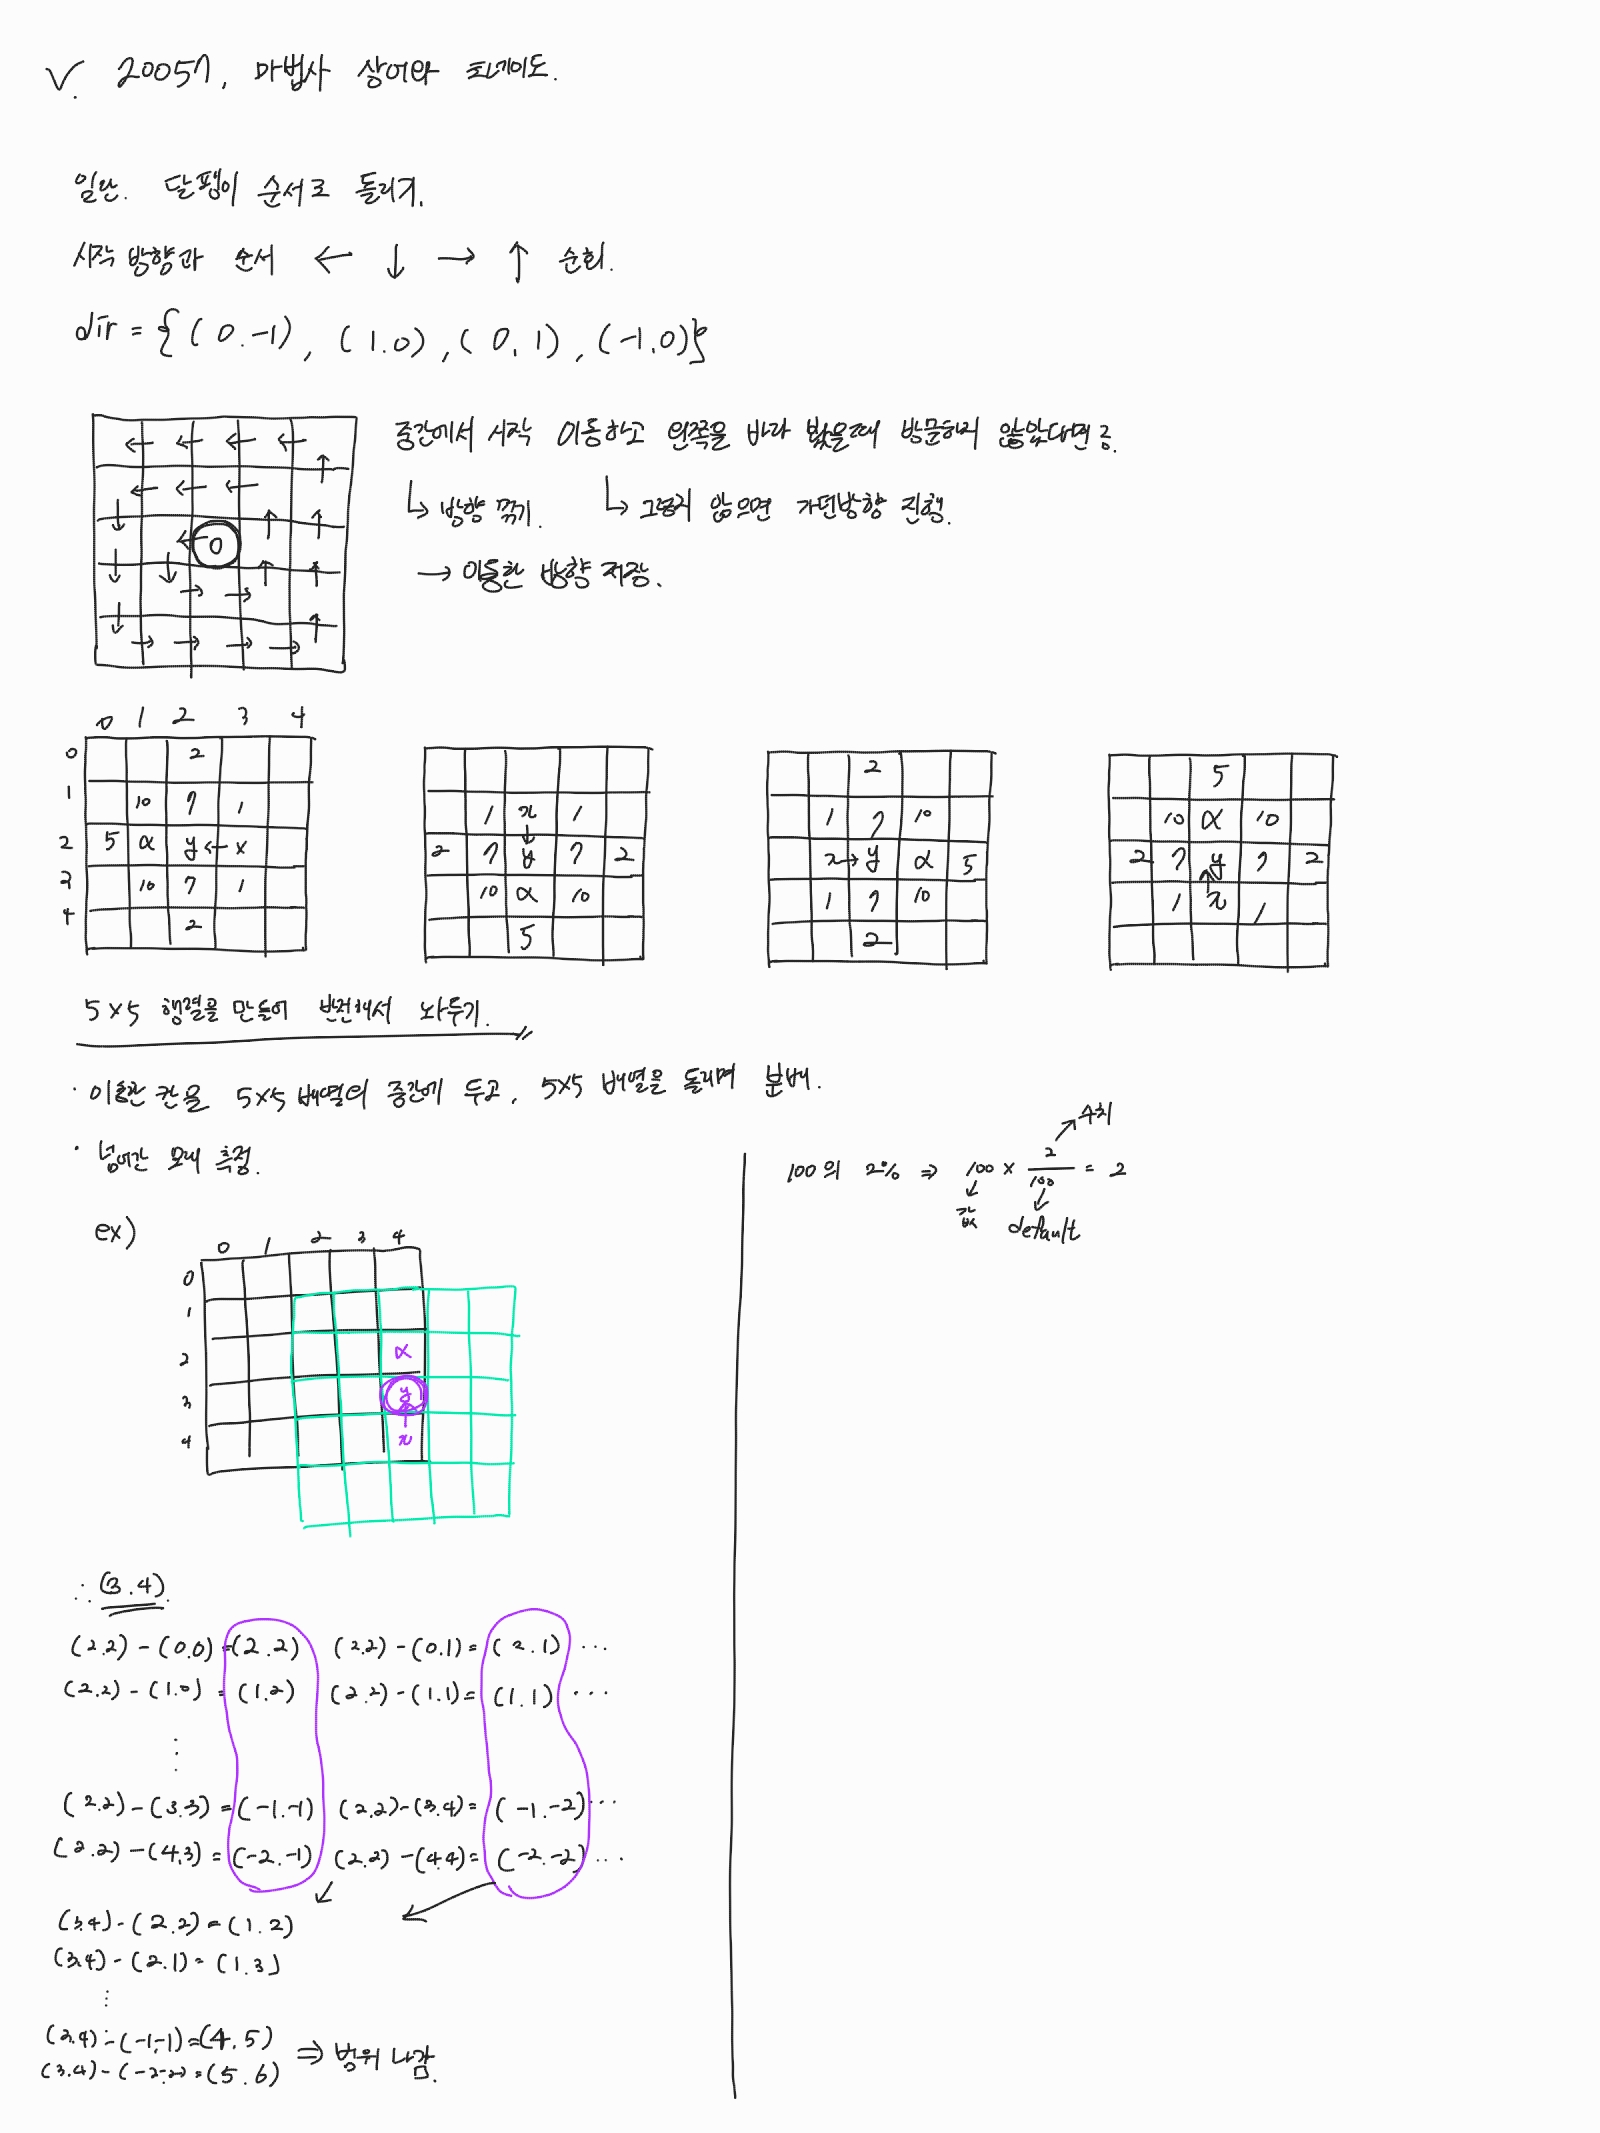 ✓. 20057, 마법사 상어와 토네이도.
일단. 달팽이 순서로 돌리기.
시작 방향과 순서 ← ↓ → ↑ 순회.
dir = {(0.-1), (1.0), (0,1), (-1.0)}
중간에서 시작 이동하고 왼쪽을 바라 봤을때 방문하지 않았다면 중.
↳ 방향 꺾기. ↳ 그렇지 않으면 가던방향 진행.
→ 이동한 방향 저장.
0
0 1 2 3 4
0 2
1 10 7 1
2 5 α y ← x
3 10 7 1
4 2
1 x 1
2 7 y 7 2
10 α 10
5
2
1 7 10
x → y α 5
1 7 10
2
5
10 α 10
2 7 y 7 2
1 x 1
5×5 행렬을 만들어 반전해서 놔두기.
· 이동한 칸을 5×5 배열의 중간에 두고, 5×5 배열을 돌리며 분배.
· 넘어간 모래 측정.
ex)
0 1 2 3 4
0
1
2 α
3 y
4 x
∴ (3.4).
(2.2) - (0.0) = (2.2) (2.2) - (0.1) = (2.1) ...
(2.2) - (1.0) = (1.2) (2.2) - (1.1) = (1.1) ...
⋮
(2.2) - (3.3) = (-1.-1) (2.2) - (3.4) = (-1.-2) ...
(2.2) - (4.3) = (-2.-1) (2.2) - (4.4) = (-2.-2) ...
(3.4) - (2.2) = (1.2)
(3.4) - (2.1) = (1.3)
⋮
(3.4) - (-1.-1) = (4.5)
(3.4) - (-2.-2) = (5.6) ⇒ 범위 나감.
수치
100의 2% ⇒ 100 × 2/100 = 2
값 default